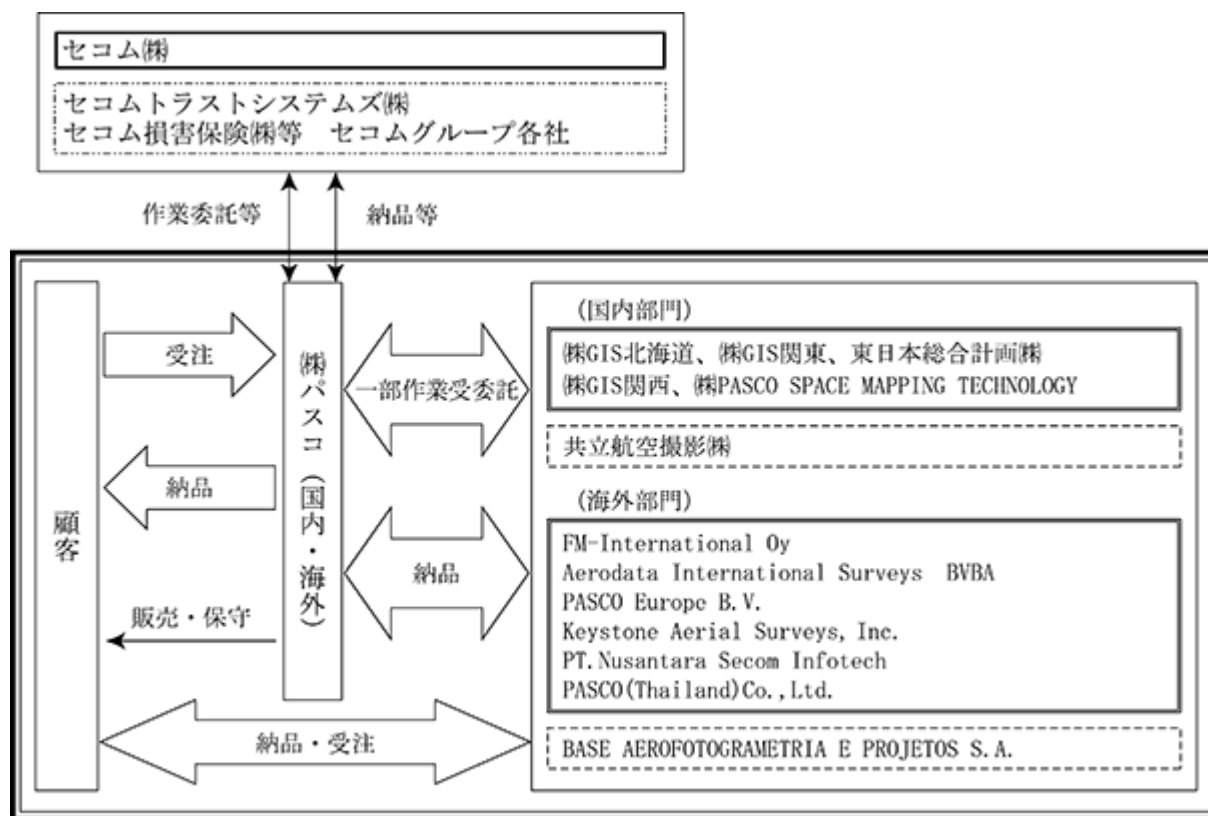 セコム㈱
セコムトラストシステムズ㈱
セコム損害保険㈱等　セコムグループ各社
作業委託等
納品等
顧客
受注
納品
販売・保守
㈱パスコ（国内・海外）
一部作業受委託
納品
納品・受注
(国内部門)
㈱GIS北海道、㈱GIS関東、東日本総合計画㈱
㈱GIS関西、㈱PASCO SPACE MAPPING TECHNOLOGY
共立航空撮影㈱
(海外部門)
FM-International Oy
Aerodata International Surveys　BVBA
PASCO Europe B.V.
Keystone Aerial Surveys, Inc.
PT.Nusantara Secom Infotech
PASCO(Thailand)Co.,Ltd.
BASE AEROFOTOGRAMETRIA E PROJETOS S.A.